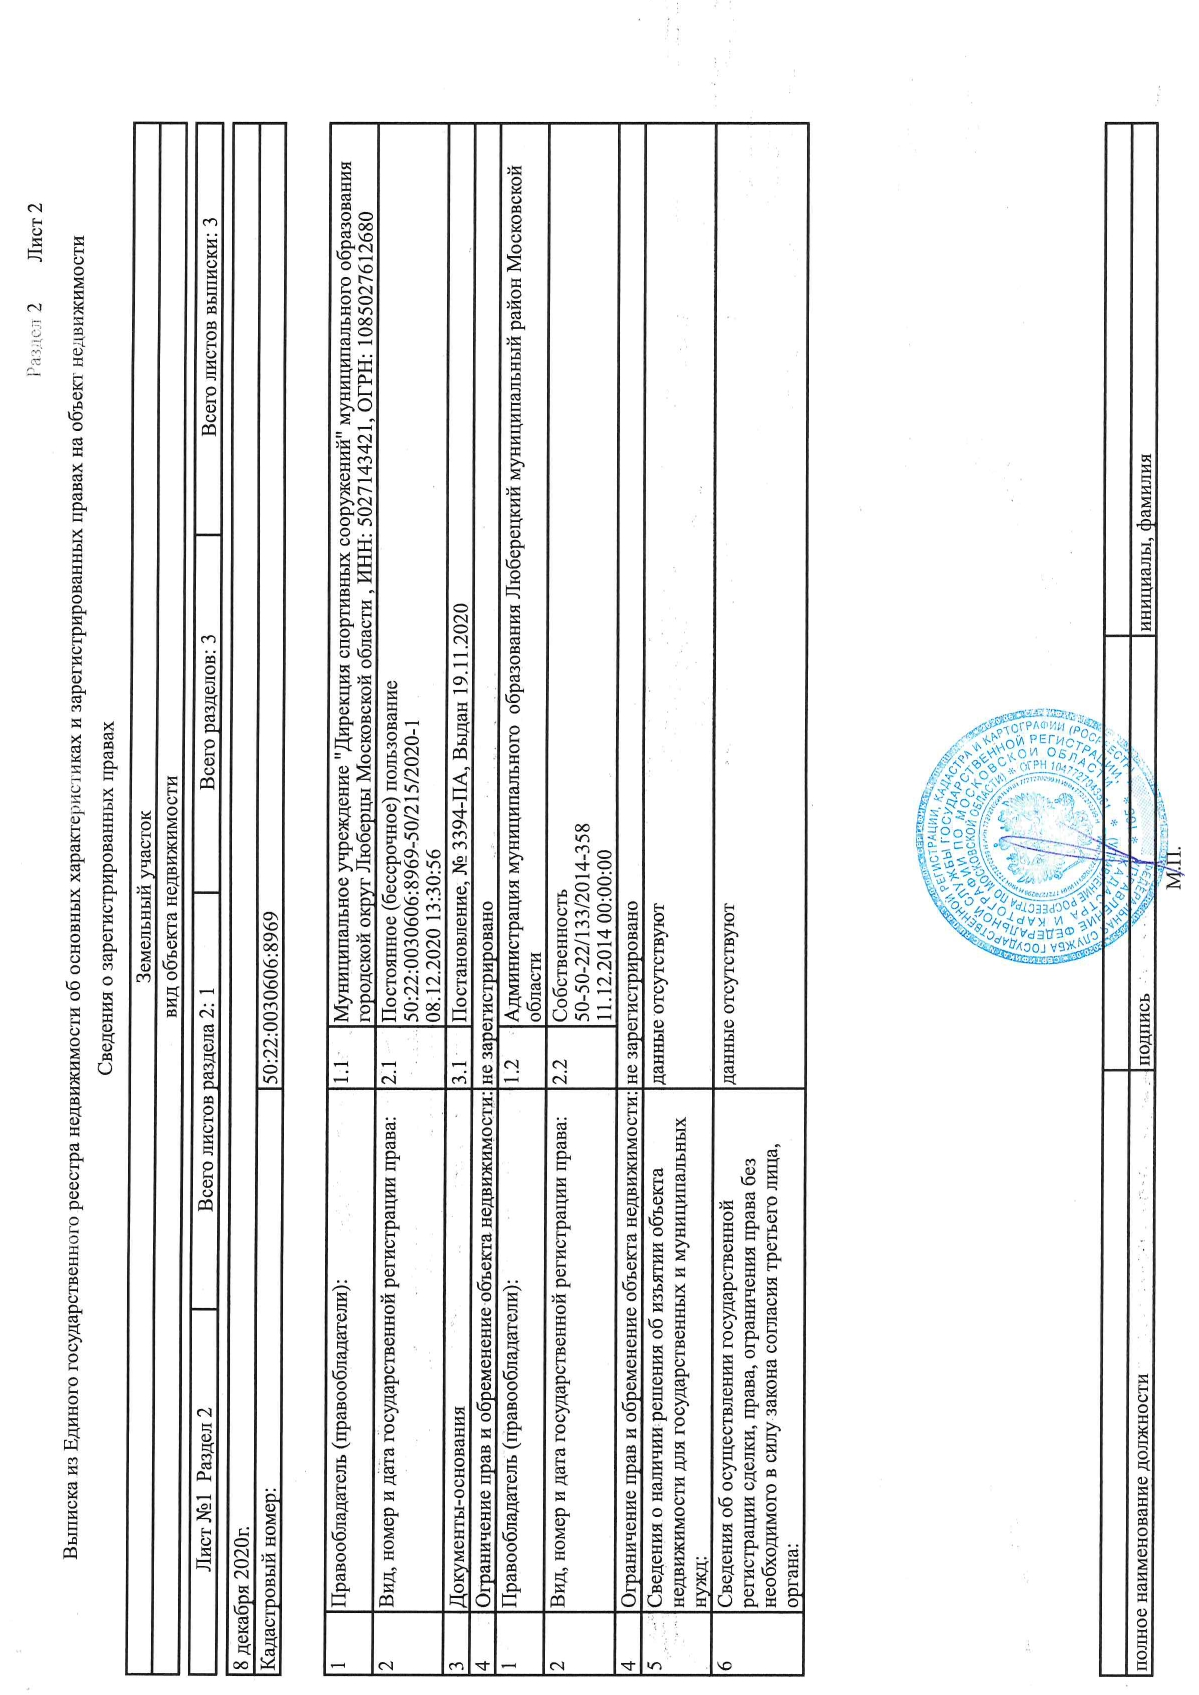 Раздел 2 Лист 2
Выписка из Единого государственного реестра недвижимости об основных характеристиках и зарегистрированных правах на объект недвижимости
Сведения о зарегистрированных правах
Земельный участок
вид объекта недвижимости
Лист №1 Раздел 2 Всего листов раздела 2: 1 Всего разделов: 3 Всего листов выписки: 3
8 декабря 2020г.
Кадастровый номер: 50:22:0030606:8969
1 Правообладатель (правообладатели): 1.1 Муниципальное учреждение "Дирекция спортивных сооружений" муниципального образования
городской округ Люберцы Московской области , ИНН: 5027143421, ОГРН: 1085027612680
2 Вид, номер и дата государственной регистрации права: 2.1 Постоянное (бессрочное) пользование
50:22:0030606:8969-50/215/2020-1
08.12.2020 13:30:56
3 Документы-основания 3.1 Постановление, № 3394-ПА, Выдан 19.11.2020
4 Ограничение прав и обременение объекта недвижимости: не зарегистрировано
1 Правообладатель (правообладатели): 1.2 Администрация муниципального образования Люберецкий муниципальный район Московской
области
2 Вид, номер и дата государственной регистрации права: 2.2 Собственность
50-50-22/133/2014-358
11.12.2014 00:00:00
4 Ограничение прав и обременение объекта недвижимости: не зарегистрировано
5 Сведения о наличии решения об изъятии объекта данные отсутствуют
недвижимости для государственных и муниципальных
нужд:
6 Сведения об осуществлении государственной данные отсутствуют
регистрации сделки, права, ограничения права без
необходимого в силу закона согласия третьего лица,
органа:
полное наименование должности подпись инициалы, фамилия
М.П.